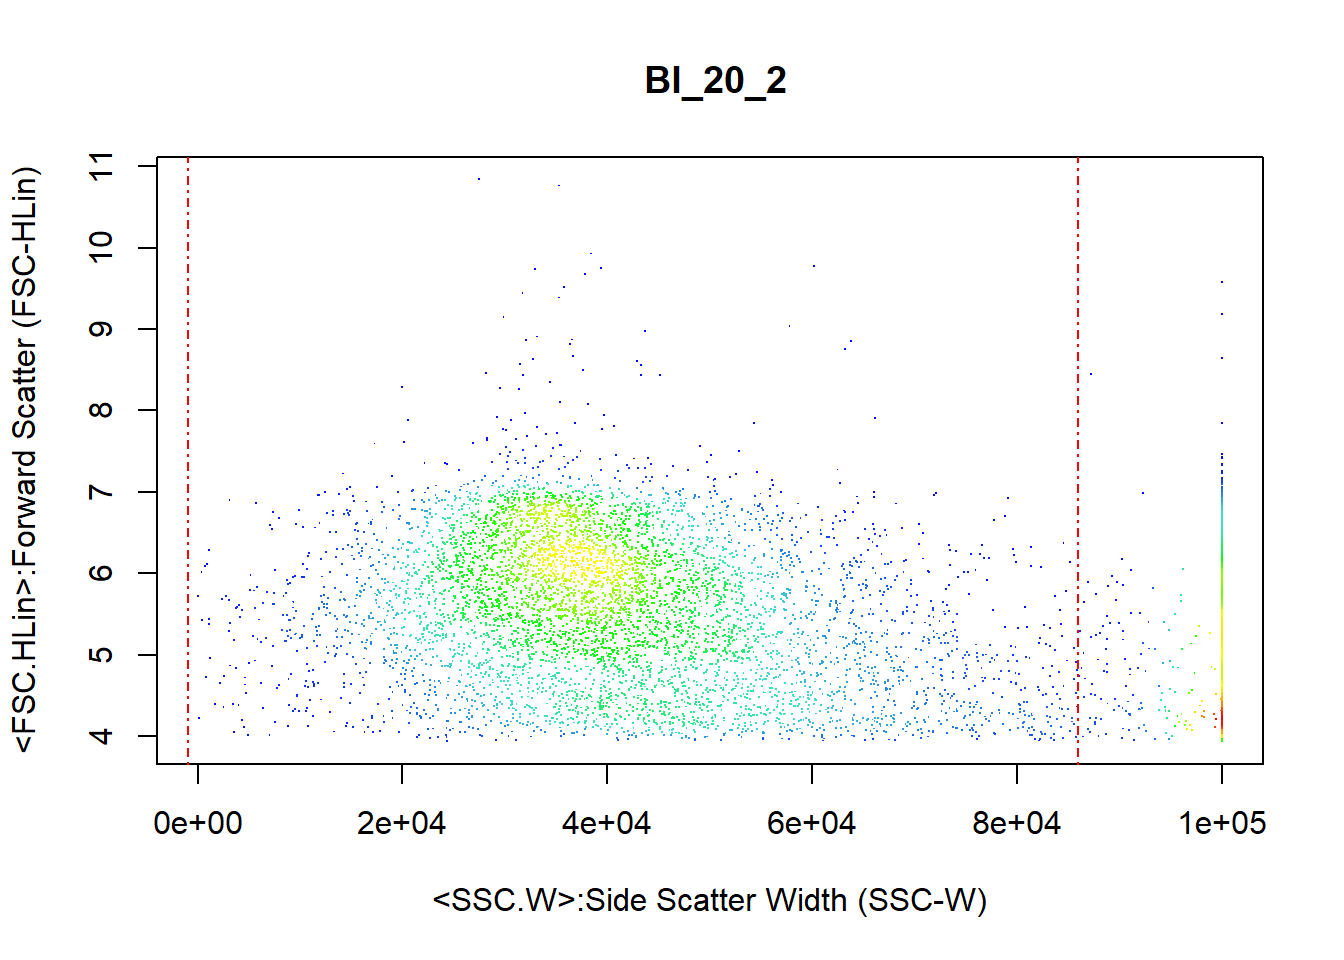 BI_20_2
<FSC.HLin>:Forward Scatter (FSC-HLin)
11
10
9
8
7
6
5
4
0e+00 2e+04 4e+04 6e+04 8e+04 1e+05
<SSC.W>:Side Scatter Width (SSC-W)